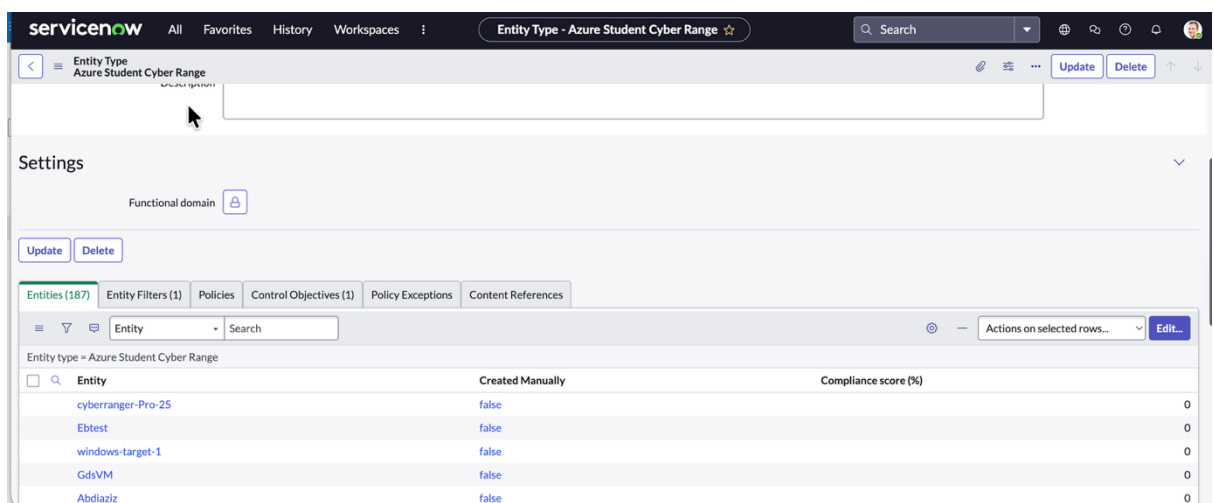 servicenow All Favorites History Workspaces Entity Type - Azure Student Cyber Range Search
Entity Type
Azure Student Cyber Range
Update Delete
Description
Settings
Functional domain
Update Delete
Entities (187) Entity Filters (1) Policies Control Objectives (1) Policy Exceptions Content References
Entity Search Actions on selected rows... Edit...
Entity type = Azure Student Cyber Range
Entity Created Manually Compliance score (%)
cyberranger-Pro-25 false 0
Ebtest false 0
windows-target-1 false 0
GdsVM false 0
Abdiaziz false 0